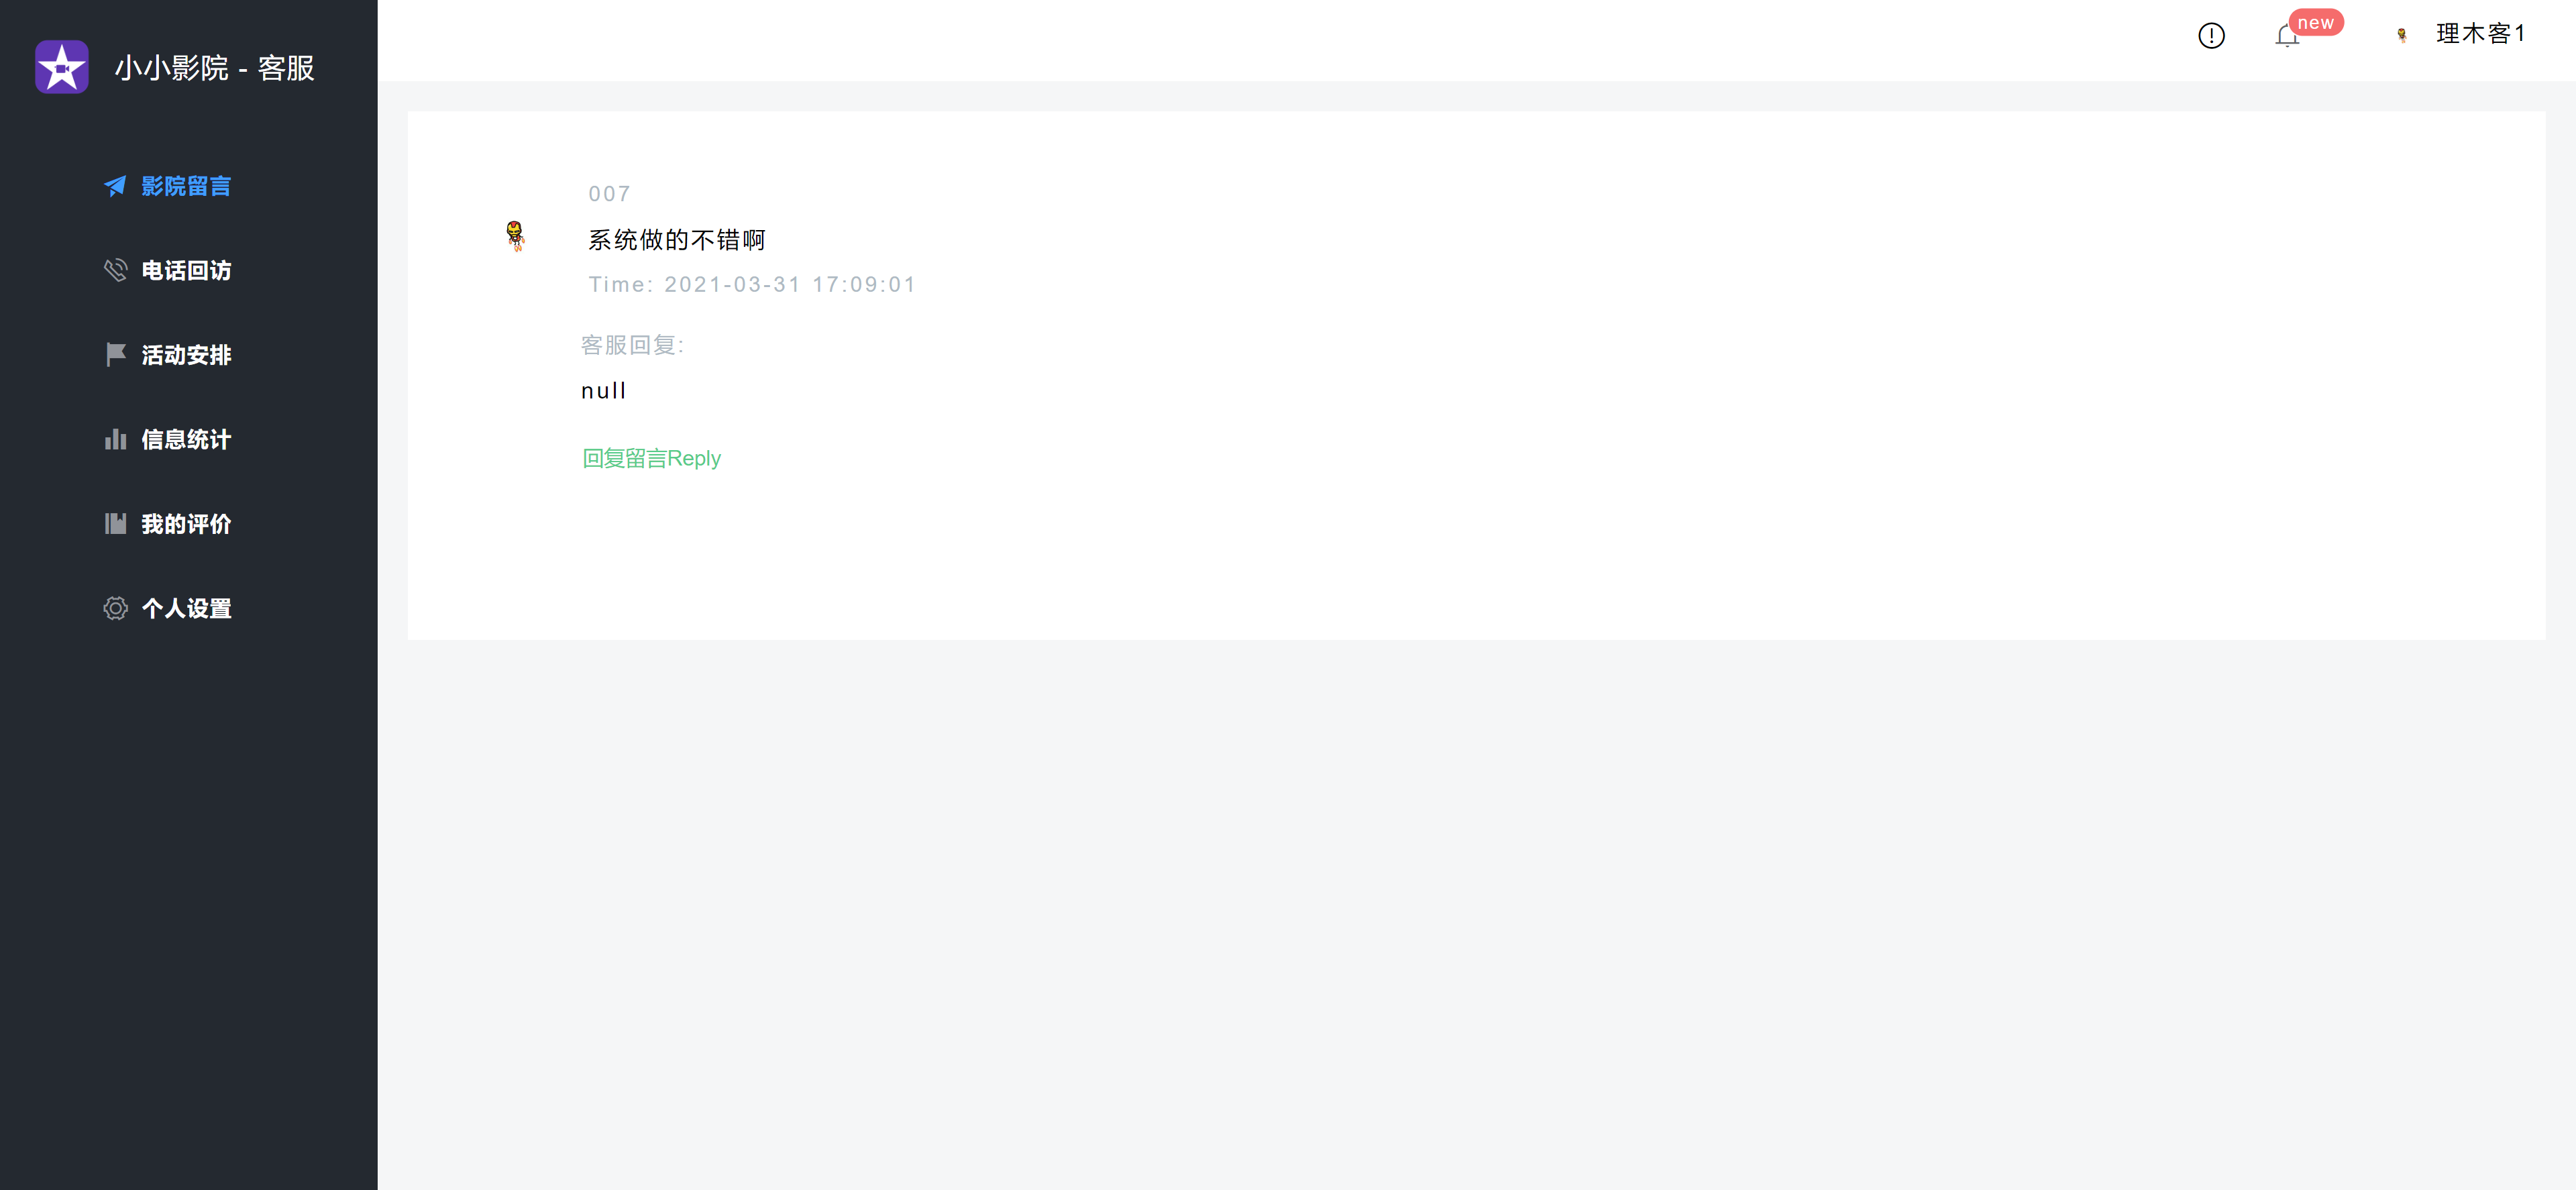 小小影院 - 客服
影院留言
电话回访
活动安排
信息统计
我的评价
个人设置
new
理木客1
007
系统做的不错啊
Time: 2021-03-31 17:09:01
客服回复:
null
回复留言Reply